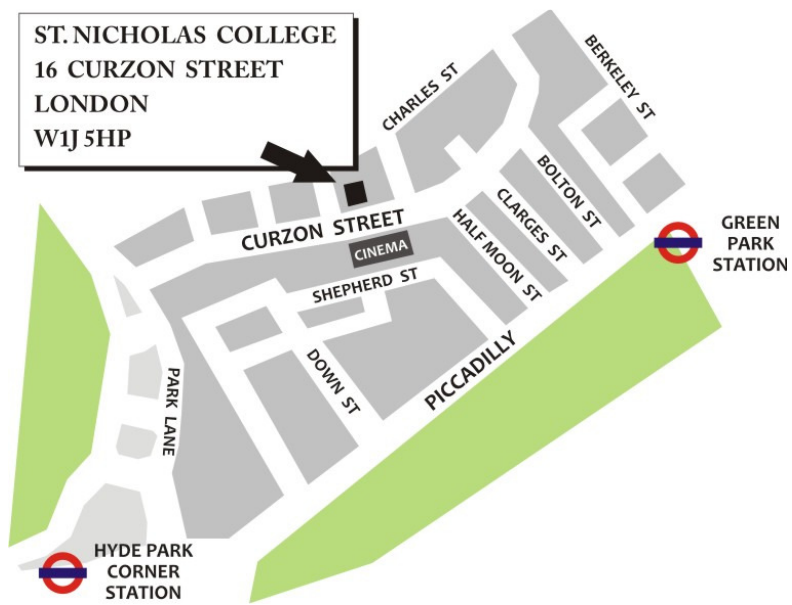 ST. NICHOLAS COLLEGE
16 CURZON STREET
LONDON
W1J 5HP
CHARLES ST
BERKELEY ST
BOLTON ST
CLARGES ST
HALF MOON ST
CURZON STREET
CINEMA
SHEPHERD ST
GREEN
PARK
STATION
PICCADILLY
DOWN ST
PARK LANE
HYDE PARK
CORNER
STATION